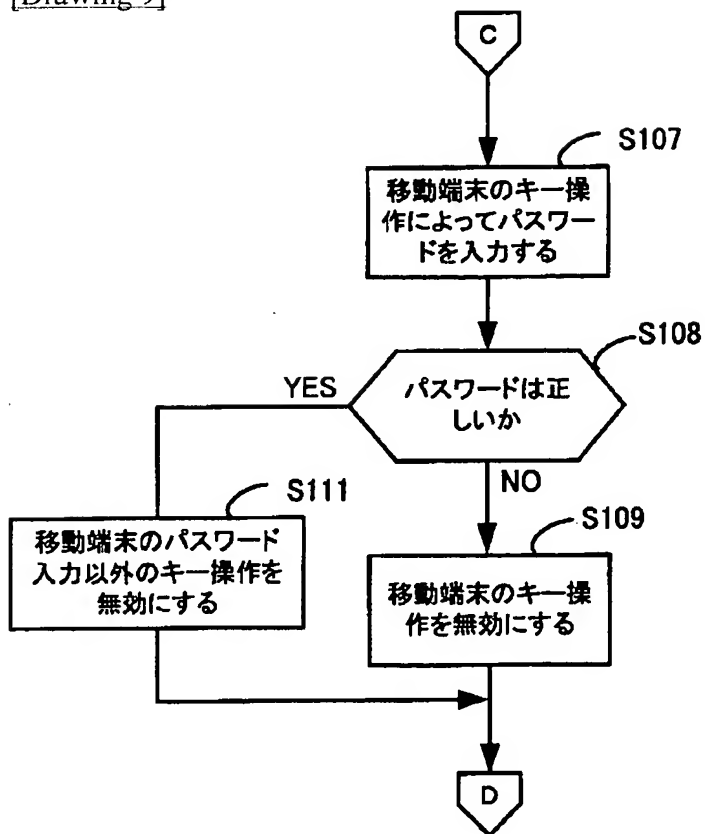 [Drawing 9]
C
S107
移動端末のキー操
作によってパスワー
ドを入力する
S108
パスワードは正
しいか
YES
NO
S111
移動端末のパスワード
入力以外のキー操作を
無効にする
S109
移動端末のキー操
作を無効にする
D